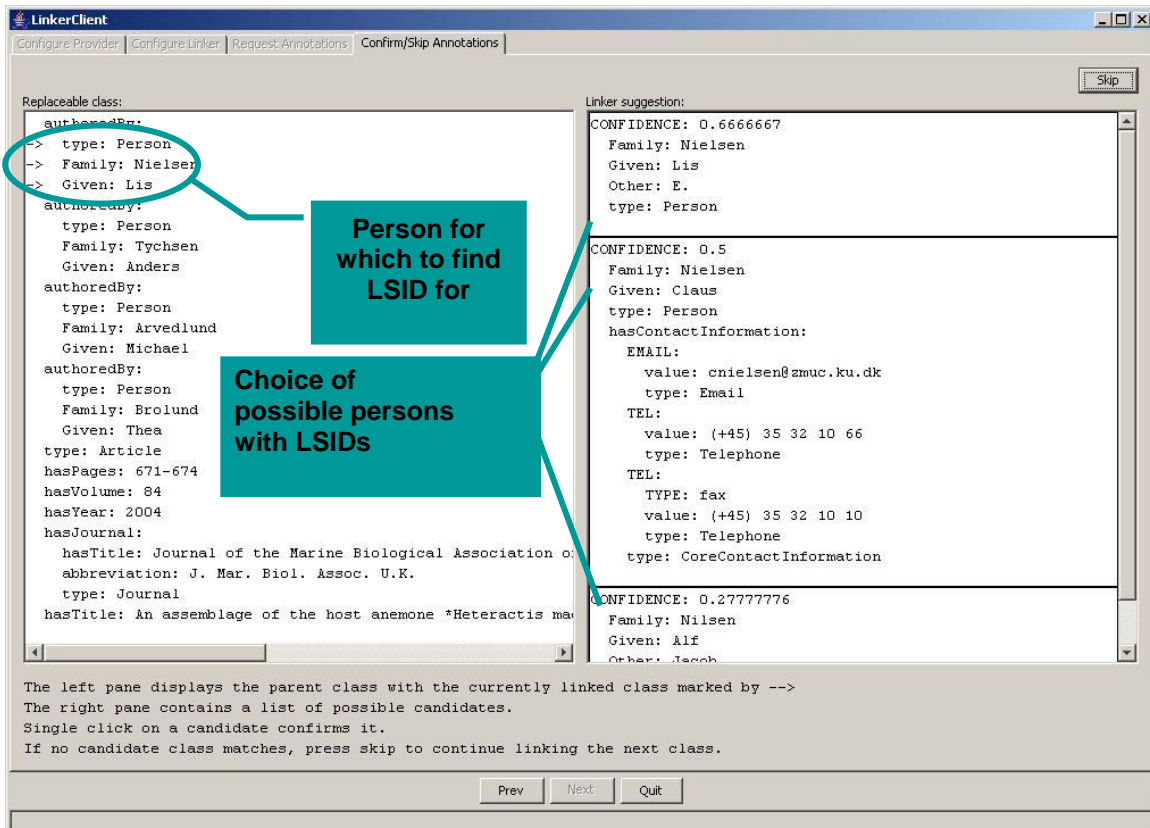 LinkerClient
Configure Provider Configure Linker Request Annotations Confirm/Skip Annotations
Skip
Replaceable class:
authoredBy:
-> type: Person
-> Family: Nielsen
-> Given: Lis
authoredBy:
type: Person
Family: Tychsen
Given: Anders
authoredBy:
type: Person
Family: Arvedlund
Given: Michael
authoredBy:
type: Person
Family: Brolund
Given: Thea
type: Article
hasPages: 671-674
hasVolume: 84
hasYear: 2004
hasJournal:
hasTitle: Journal of the Marine Biological Association
abbreviation: J. Mar. Biol. Assoc. U.K.
type: Journal
hasTitle: An assemblage of the host anemone *Heteractis
Person for
which to find
LSID for
Choice of
possible persons
with LSIDs
Linker suggestion:
CONFIDENCE: 0.6666667
Family: Nielsen
Given: Lis
Other: E.
type: Person
CONFIDENCE: 0.5
Family: Nielsen
Given: Claus
type: Person
hasContactInformation:
EMAIL:
value: cnielsen@zmuc.ku.dk
type: Email
TEL:
value: (+45) 35 32 10 66
type: Telephone
TEL:
TYPE: fax
value: (+45) 35 32 10 10
type: Telephone
type: CoreContactInformation
CONFIDENCE: 0.27777776
Family: Nilsen
Given: Alf
Other: Jacob
The left pane displays the parent class with the currently linked class marked by -->
The right pane contains a list of possible candidates.
Single click on a candidate confirms it.
If no candidate class matches, press skip to continue linking the next class.
Prev Next Quit